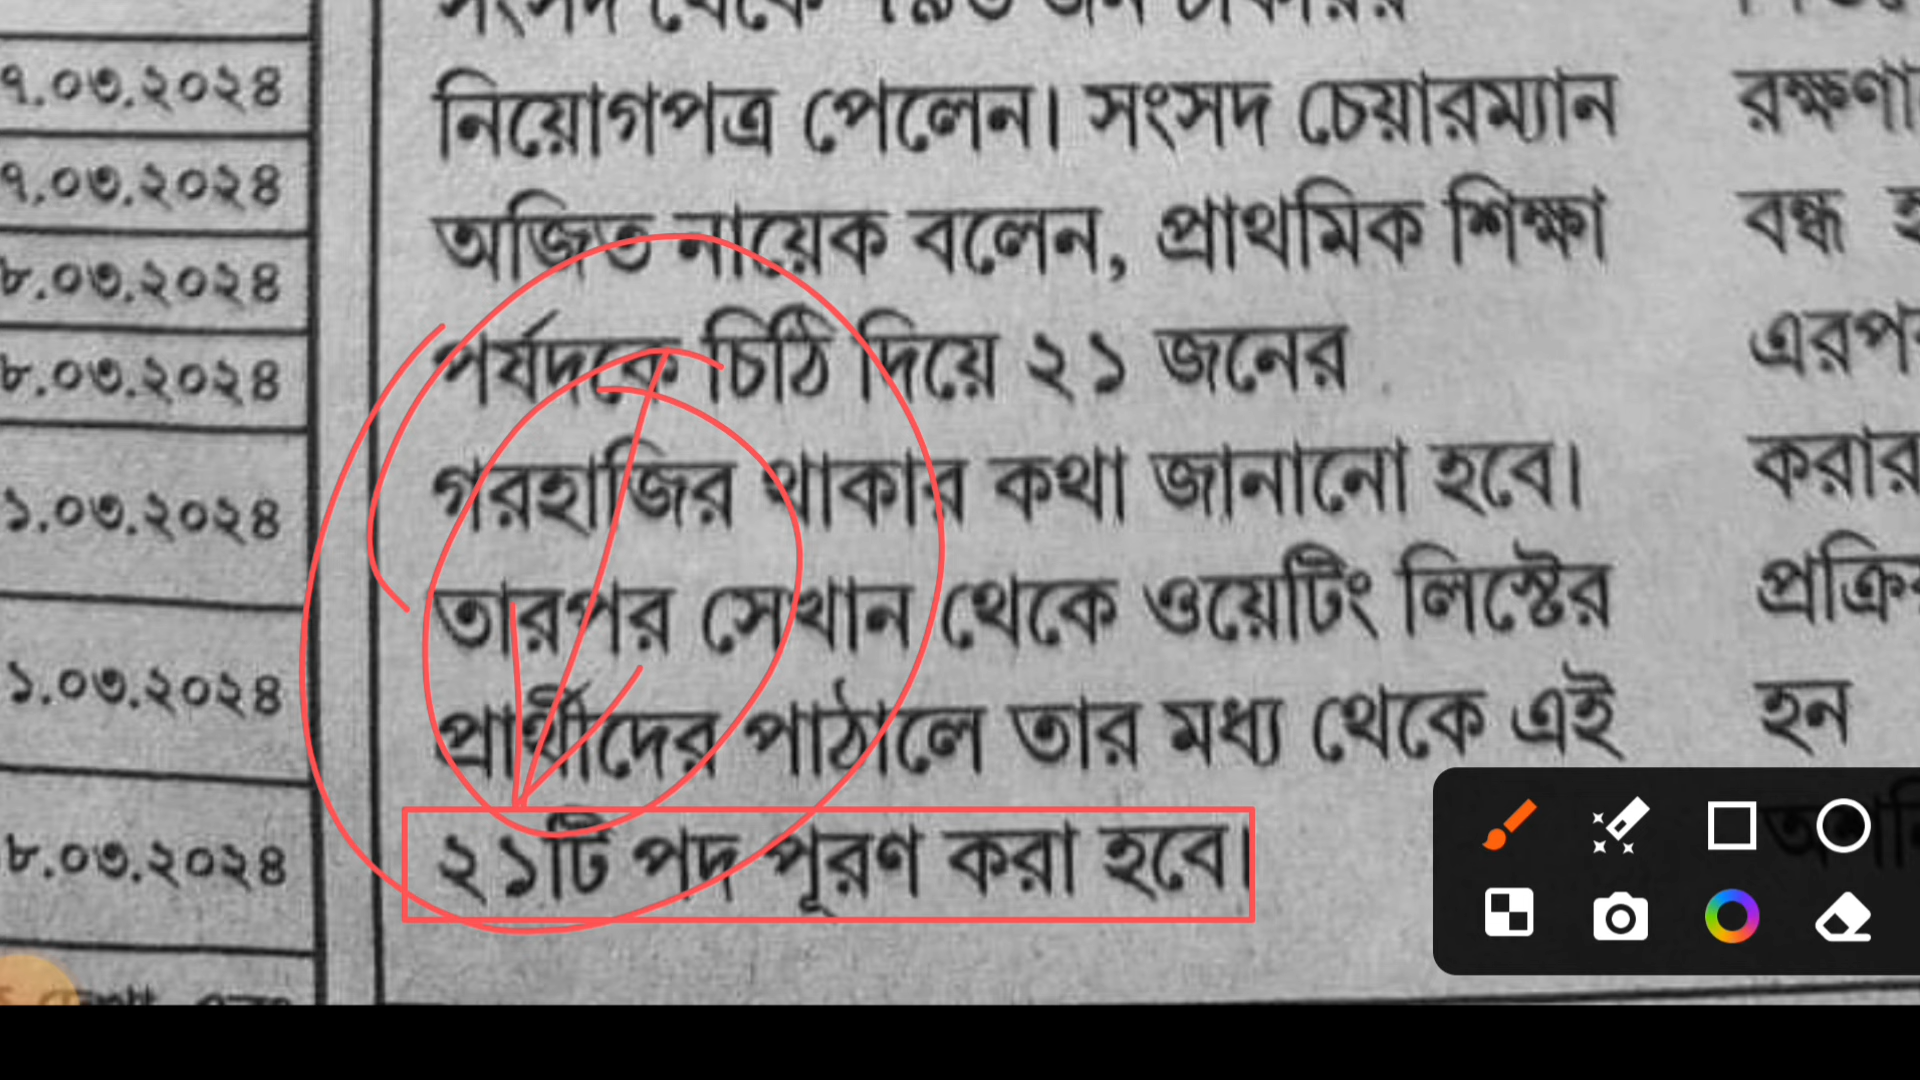 নিয়োগপত্র পেলেন। সংসদ চেয়ারম্যান
অজিত নায়েক বলেন, প্রাথমিক শিক্ষা
পর্ষদকে চিঠি দিয়ে ২১ জনের
গরহাজির থাকার কথা জানানো হবে।
তারপর সেখান থেকে ওয়েটিং লিস্টের
প্রার্থীদের পাঠালে তার মধ্য থেকে এই
২১টি পদ পূরণ করা হবে।
৭.০৩.২০২৪
৭.০৩.২০২৪
৮.০৩.২০২৪
৮.০৩.২০২৪
১.০৩.২০২৪
১.০৩.২০২৪
৮.০৩.২০২৪
বন্ধ
হন